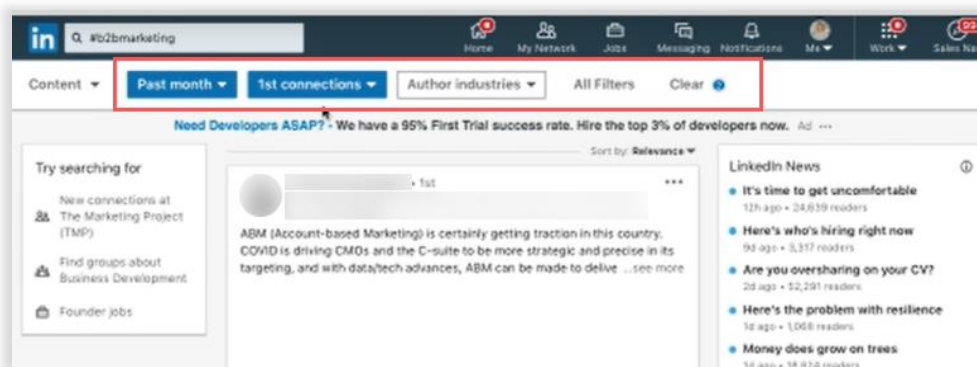 in
#b2bmarketing
Home
My Network
Jobs
Messaging
Notifications
Me
Work
Sales Na
Content
Past month
1st connections
Author industries
All Filters
Clear
Need Developers ASAP? - We have a 95% First Trial success rate. Hire the top 3% of developers now. Ad ...
Sort by: Relevance
Try searching for
New connections at
The Marketing Project
(TMP)
Find groups about
Business Development
Founder jobs
• 1st
ABM (Account-based Marketing) is certainly getting traction in this country.
COVID is driving CMOs and the C-suite to be more strategic and precise in its
targeting, and with data/tech advances, ABM can be made to delive ...see more
LinkedIn News
It's time to get uncomfortable
12h ago • 24,639 readers
Here's who's hiring right now
9d ago • 3,317 readers
Are you oversharing on your CV?
2d ago • 52,291 readers
Here's the problem with resilience
1d ago • 1,068 readers
Money does grow on trees